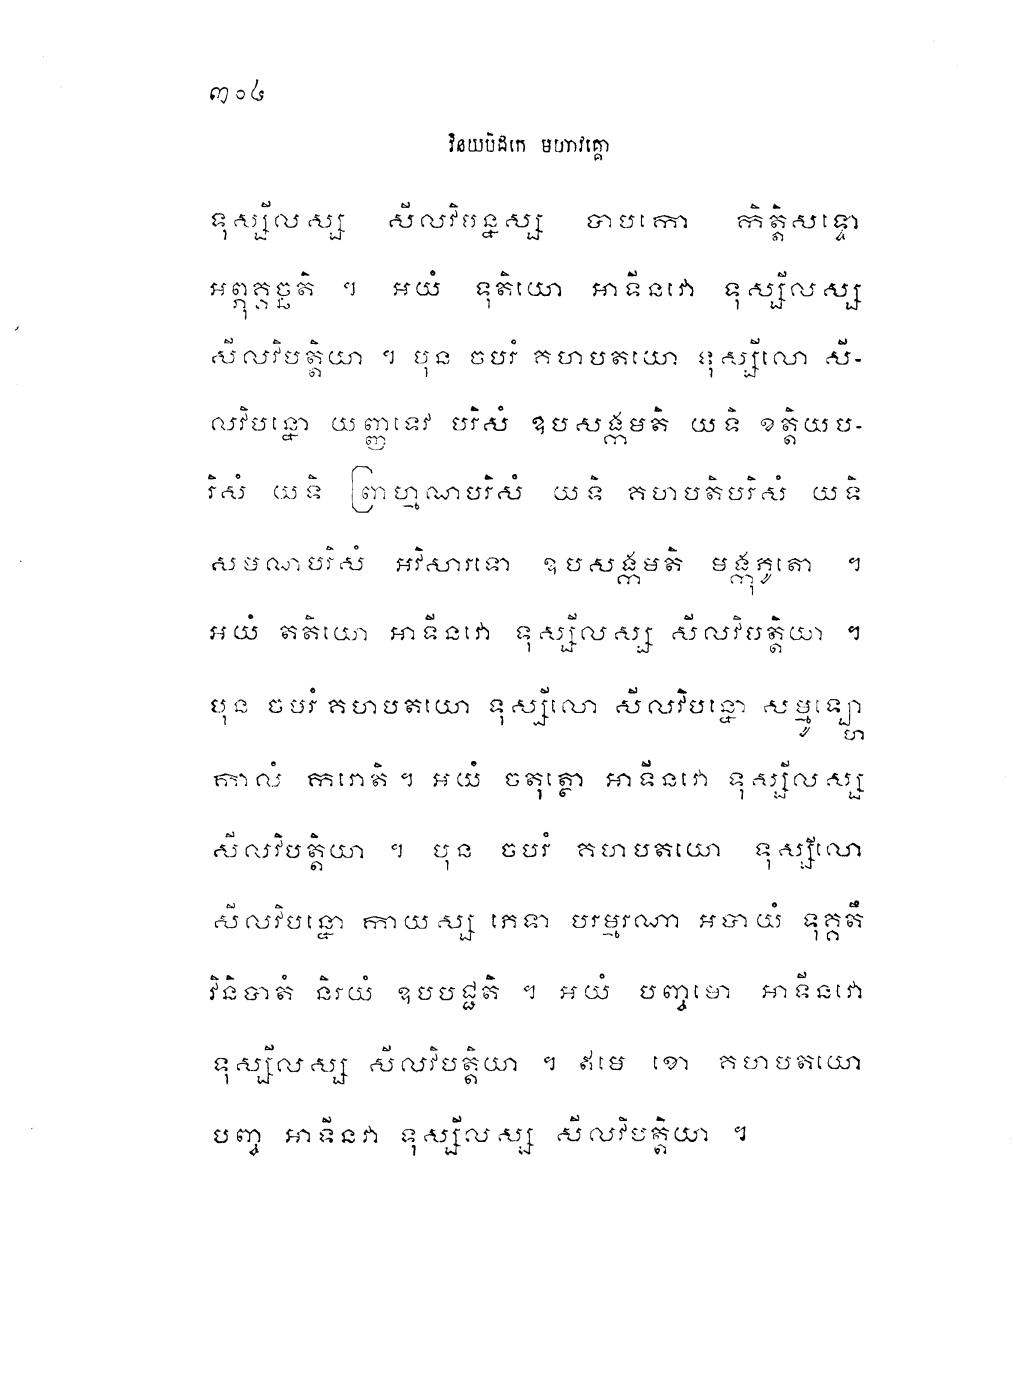 ៣០៤
វិនយបិដកេ មហាវគ្គោ
ទុស្សីលស្ស សីលវិបន្នស្ស បាបកោ កិត្តិសទ្ទោ
អព្ភុគ្គច្ឆតិ ។ អយំ ទុតិយោ អាទីនវោ ទុស្សីលស្ស
សីលវិបត្តិយា ។ បុន ចបរំ គហបតយោ ទុស្សីលោ សី-
លវិបន្នោ យញ្ញទេវ បរិសំ ឧបសង្កមតិ យទិ ខត្តិយប-
រិសំ យទិ ព្រាហ្មណបរិសំ យទិ គហបតិបរិសំ យទិ
សមណបរិសំ អវិសារទោ ឧបសង្កមតិ មង្កុភូតោ ។
អយំ តតិយោ អាទីនវោ ទុស្សីលស្ស សីលវិបត្តិយា ។
បុន ចបរំ គហបតយោ ទុស្សីលោ សីលវិបន្នោ សម្មូឡ្ហោ
កាលំ ករោតិ ។ អយំ ចតុត្ថោ អាទីនវោ ទុស្សីលស្ស
សីលវិបត្តិយា ។ បុន ចបរំ គហបតយោ ទុស្សីលោ
សីលវិបន្នោ កាយស្ស ភេទា បរម្មរណា អបាយំ ទុគ្គតឹ
វិនិបាតំ និរយំ ឧបបជ្ជតិ ។ អយំ បញ្ចមោ អាទីនវោ
ទុស្សីលស្ស សីលវិបត្តិយា ។ ឥមេ ខោ គហបតយោ
បញ្ច អាទីនវា ទុស្សីលស្ស សីលវិបត្តិយា ។